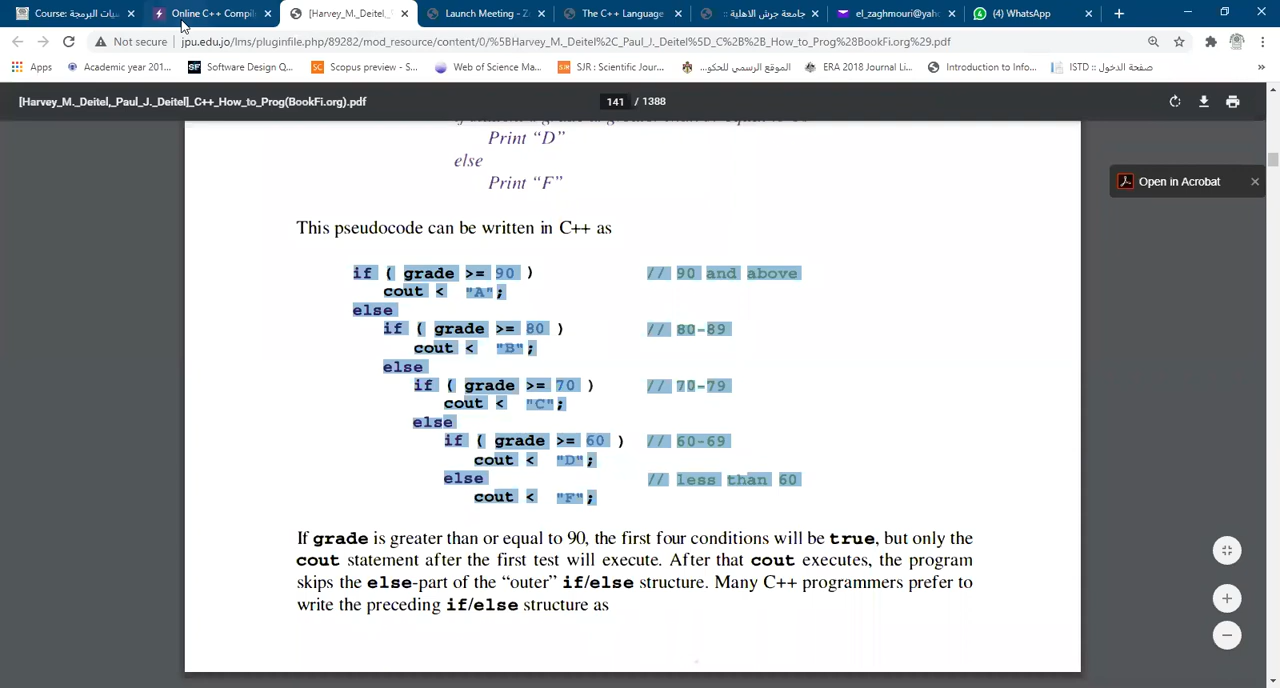 Course: أساسيات البرمجة
Online C++ Compil
[Harvey_M._Deitel,_
Launch Meeting - Z
The C++ Language
جامعة جرش الاهلية ::
el_zaghmouri@yah
(4) WhatsApp
Not secure
jpu.edu.jo/lms/pluginfile.php/89282/mod_resource/content/0/%5BHarvey_M._Deitel%2C_Paul_J._Deitel%5D_C%2B%2B_How_to_Prog%28BookFi.org%29.pdf
Apps
Academic year 201...
SF Software Design Q...
SC Scopus preview - S...
Web of Science Ma...
SJR : Scientific Jour...
الموقع الرسمي للحكو...
ERA 2018 Journal Li...
Introduction to Info...
ISTD :: صفحة الدخول
»
[Harvey_M._Deitel,_Paul_J._Deitel]_C++_How_to_Prog(BookFi.org).pdf
141 / 1388
Open in Acrobat
Print “D”
else
Print “F”
This pseudocode can be written in C++ as
if ( grade >= 90 ) // 90 and above
cout < "A";
else
if ( grade >= 80 ) // 80-89
cout < "B";
else
if ( grade >= 70 ) // 70-79
cout < "C";
else
if ( grade >= 60 ) // 60-69
cout < "D";
else // less than 60
cout < "F";
If grade is greater than or equal to 90, the first four conditions will be true, but only the
cout statement after the first test will execute. After that cout executes, the program
skips the else-part of the “outer” if/else structure. Many C++ programmers prefer to
write the preceding if/else structure as